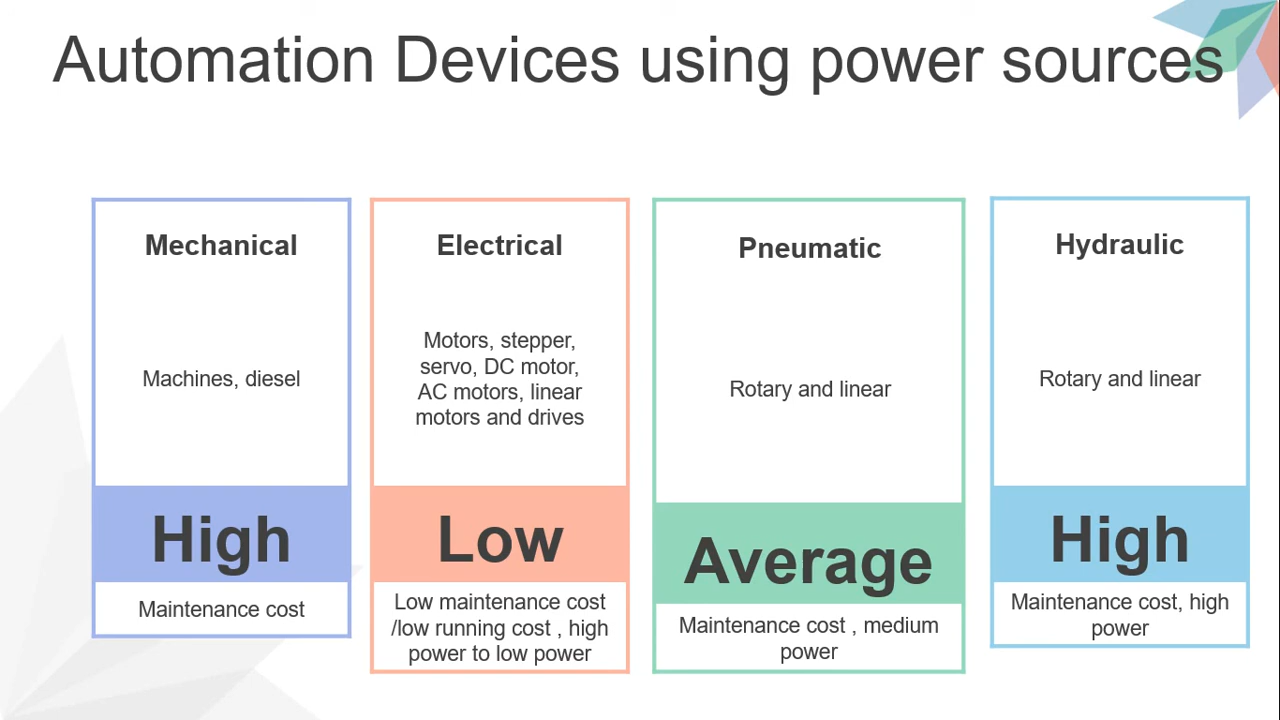 Automation Devices using power sources
Mechanical
Machines, diesel
High
Maintenance cost
Electrical
Motors, stepper,
servo, DC motor,
AC motors, linear
motors and drives
Low
Low maintenance cost
/low running cost , high
power to low power
Pneumatic
Rotary and linear
Average
Maintenance cost , medium
power
Hydraulic
Rotary and linear
High
Maintenance cost, high
power